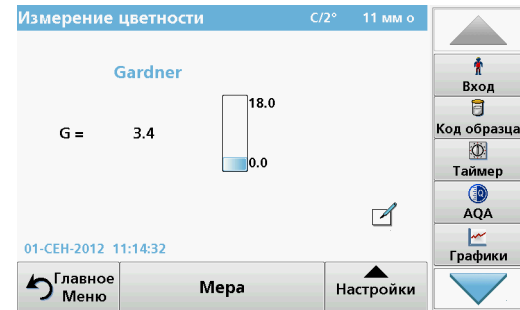 Измерение цветности C/2° 11 мм о
Gardner
18.0
G = 3.4
0.0
01-СЕН-2012 11:14:32
Главное
Меню
Мера
Настройки
Вход
Код образца
Таймер
AQA
Графики